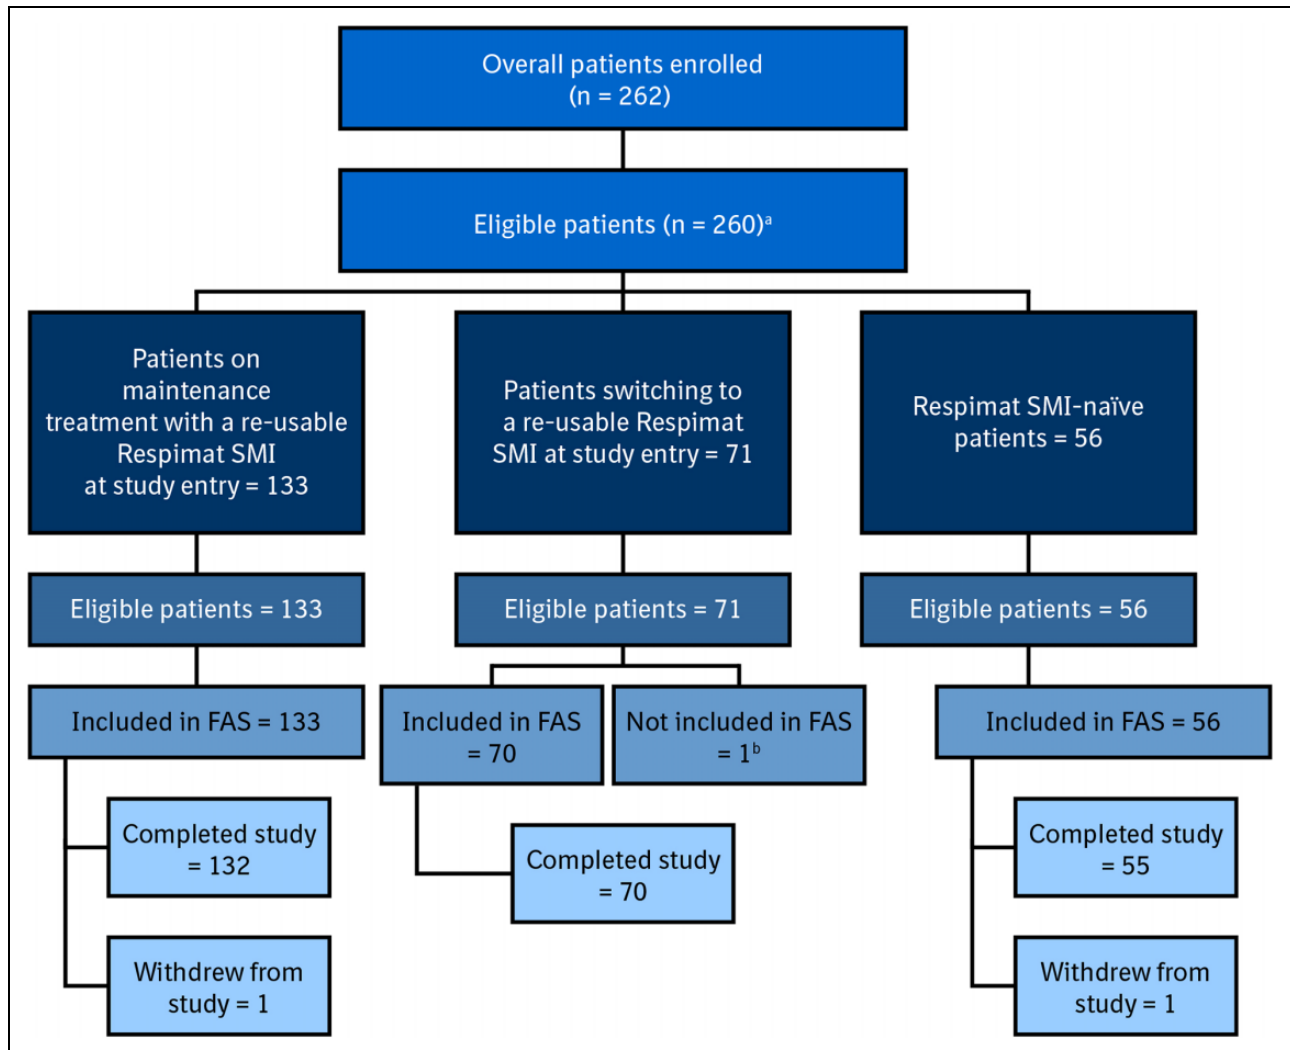 Overall patients enrolled
(n = 262)
Eligible patients (n = 260)ᵃ
Patients on
maintenance
treatment with a re-usable
Respimat SMI
at study entry = 133
Patients switching to
a re-usable Respimat
SMI at study entry = 71
Respimat SMI-naïve
patients = 56
Eligible patients = 133
Eligible patients = 71
Eligible patients = 56
Included in FAS = 133
Included in FAS
= 70
Not included in FAS
= 1ᵇ
Included in FAS = 56
Completed study
= 132
Completed study
= 70
Completed study
= 55
Withdrew from
study = 1
Withdrew from
study = 1